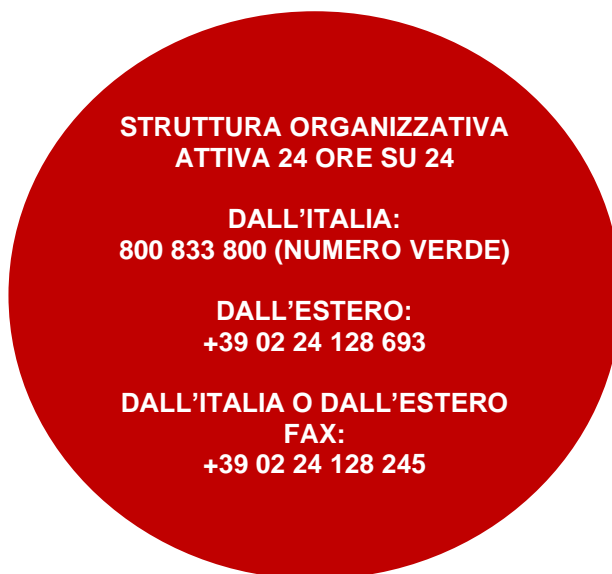 STRUTTURA ORGANIZZATIVA
ATTIVA 24 ORE SU 24
DALL’ITALIA:
800 833 800 (NUMERO VERDE)
DALL’ESTERO:
+39 02 24 128 693
DALL’ITALIA O DALL’ESTERO
FAX:
+39 02 24 128 245